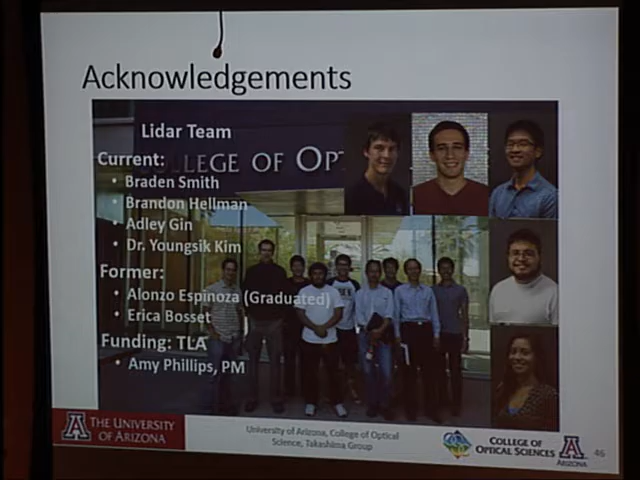 Acknowledgements
Lidar Team
COLLEGE OF OPT
Current:
• Braden Smith
• Brandon Hellman
• Adley Gin
• Dr. Youngsik Kim
Former:
• Alonzo Espinoza (Graduated)
• Erica Bosset
Funding: TLA
• Amy Phillips, PM
A
THE UNIVERSITY
OF ARIZONA
University of Arizona, College of Optical
Science, Takashima Group
COLLEGE OF
OPTICAL SCIENCES
A
ARIZONA
46